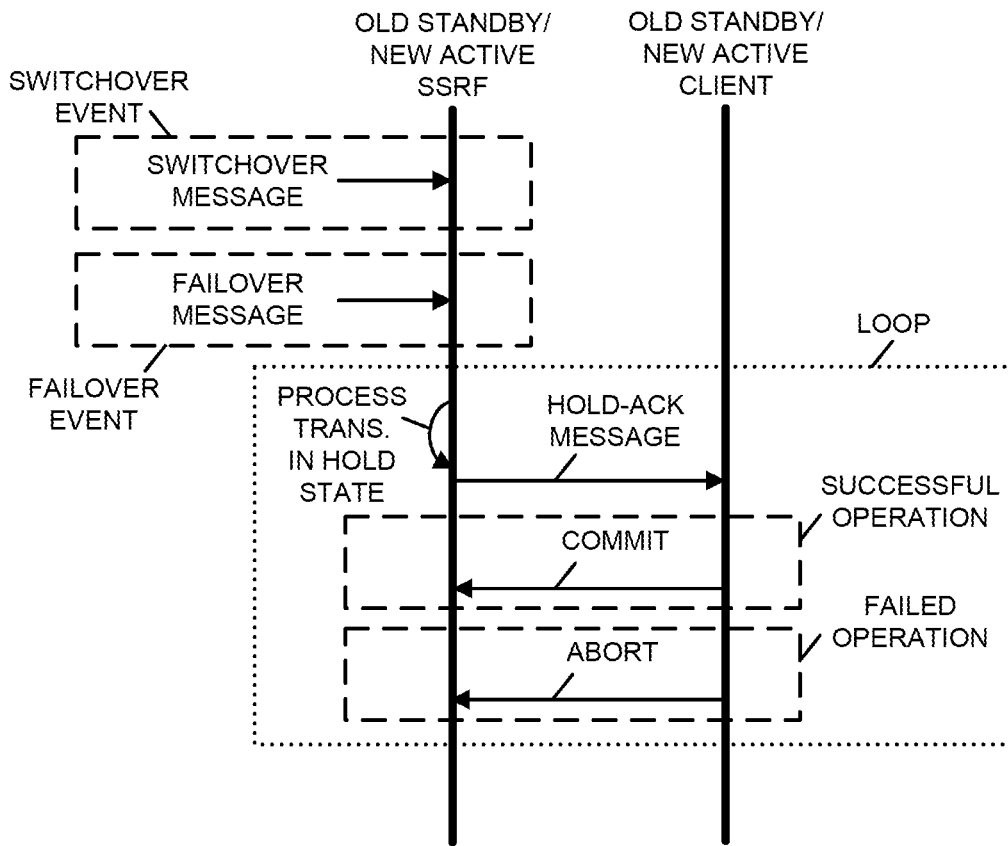 OLD STANDBY/
NEW ACTIVE
SSRF
OLD STANDBY/
NEW ACTIVE
CLIENT
SWITCHOVER
EVENT
SWITCHOVER
MESSAGE
FAILOVER
MESSAGE
FAILOVER
EVENT
LOOP
PROCESS
TRANS.
IN HOLD
STATE
HOLD-ACK
MESSAGE
SUCCESSFUL
OPERATION
COMMIT
FAILED
OPERATION
ABORT